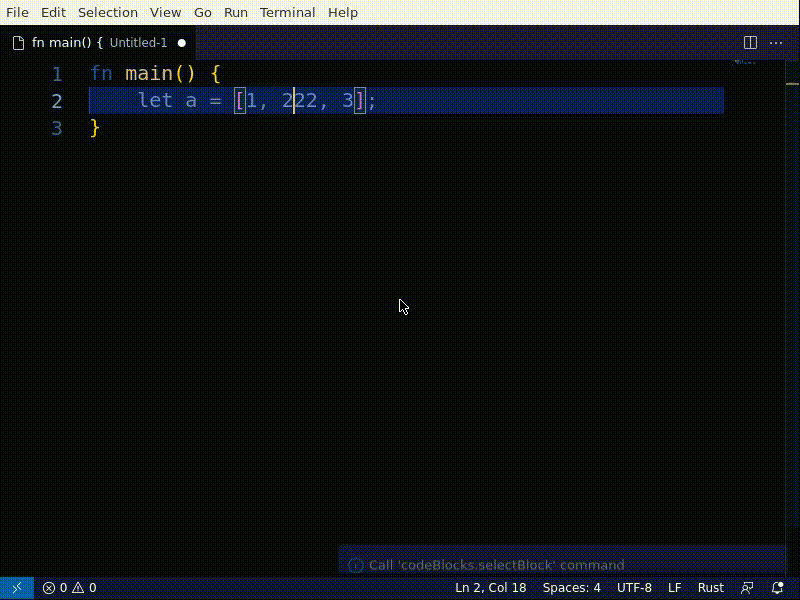 File Edit Selection View Go Run Terminal Help
fn main() { Untitled-1
1 fn main() {
2     let a = [1, 222, 3];
3 }
Call 'codeBlocks.selectBlock' command
0 0 Ln 2, Col 18 Spaces: 4 UTF-8 LF Rust